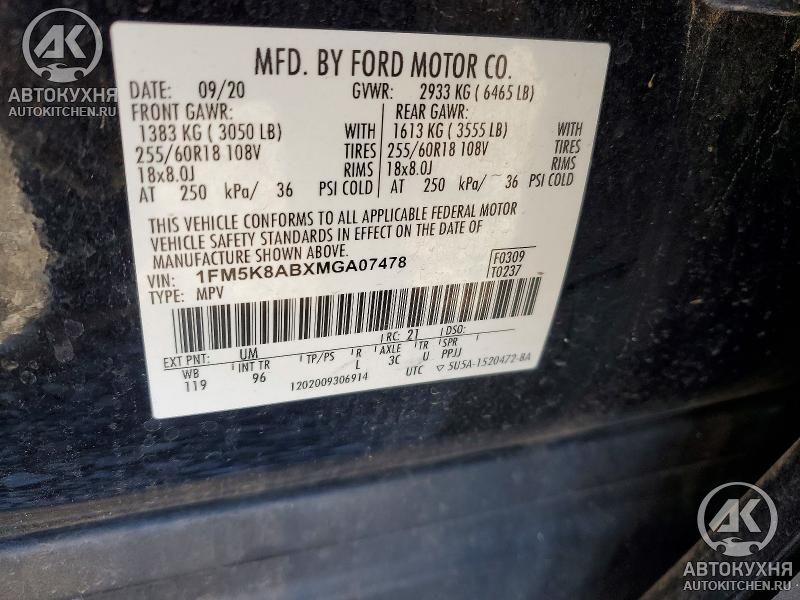 АК
АВТОКУХНЯ
AUTOKITCHEN.RU
MFD. BY FORD MOTOR CO.
DATE: 09/20 GVWR: 2933 KG ( 6465 LB)
FRONT GAWR: REAR GAWR:
1383 KG ( 3050 LB) WITH 1613 KG ( 3555 LB) WITH
255/60R18 108V TIRES 255/60R18 108V TIRES
18x8.0J RIMS 18x8.0J RIMS
AT 250 kPa/ 36 PSI COLD AT 250 kPa/ 36 PSI COLD
THIS VEHICLE CONFORMS TO ALL APPLICABLE FEDERAL MOTOR
VEHICLE SAFETY STANDARDS IN EFFECT ON THE DATE OF
MANUFACTURE SHOWN ABOVE.
VIN: 1FM5K8ABXMGA07478 F0309
TYPE: MPV T0237
EXT PNT: UM RC: 21 DSO:
WB INT TR TP/PS R AXLE TR SPR
119 96 L 3C U PPJJ
1202009306914 UTC ▽ 5U5A-1520472-BA
АК
АВТОКУХНЯ
AUTOKITCHEN.RU